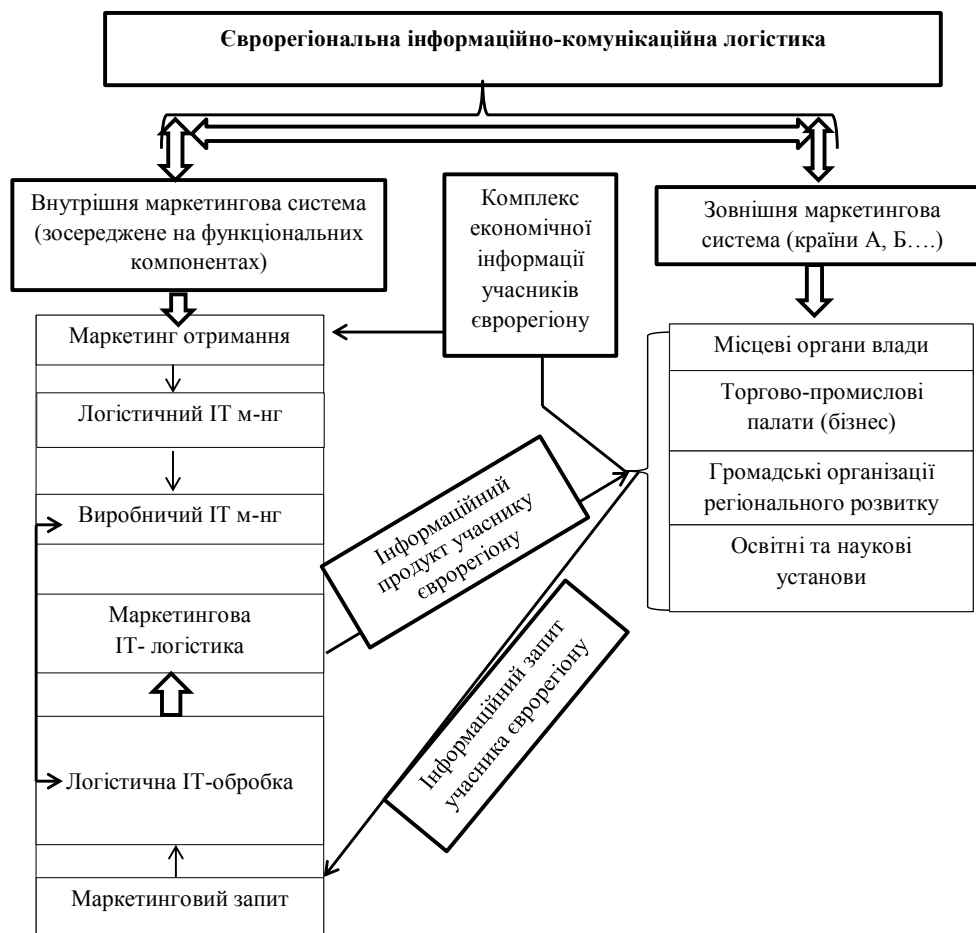 Єврорегіональна інформаційно-комунікаційна логістика
Внутрішня маркетингова система
(зосереджене на функціональних
компонентах)
Комплекс
економічної
інформації
учасників
єврорегіону
Зовнішня маркетингова
система (країни А, Б….)
Маркетинг отримання
Логістичний ІТ м-нг
Виробничий ІТ м-нг
Маркетингова
ІТ- логістика
Логістична ІТ-обробка
Маркетинговий запит
Інформаційний
продукт учаснику
єврорегіону
Інформаційний запит
учасника єврорегіону
Місцеві органи влади
Торгово-промислові
палати (бізнес)
Громадські організації
регіонального розвитку
Освітні та наукові
установи